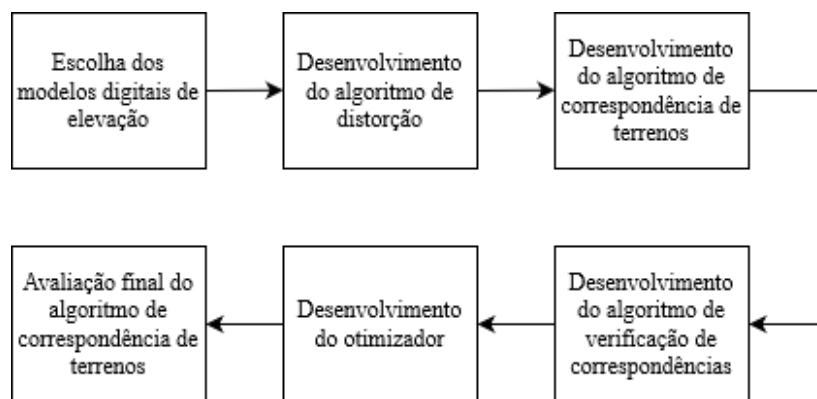 Escolha dos
modelos digitais de
elevação
Desenvolvimento
do algoritmo de
distorção
Desenvolvimento
do algoritmo de
correspondência de
terrenos
Desenvolvimento
do algoritmo de
verificação de
correspondências
Desenvolvimento
do otimizador
Avaliação final do
algoritmo de
correspondência de
terrenos